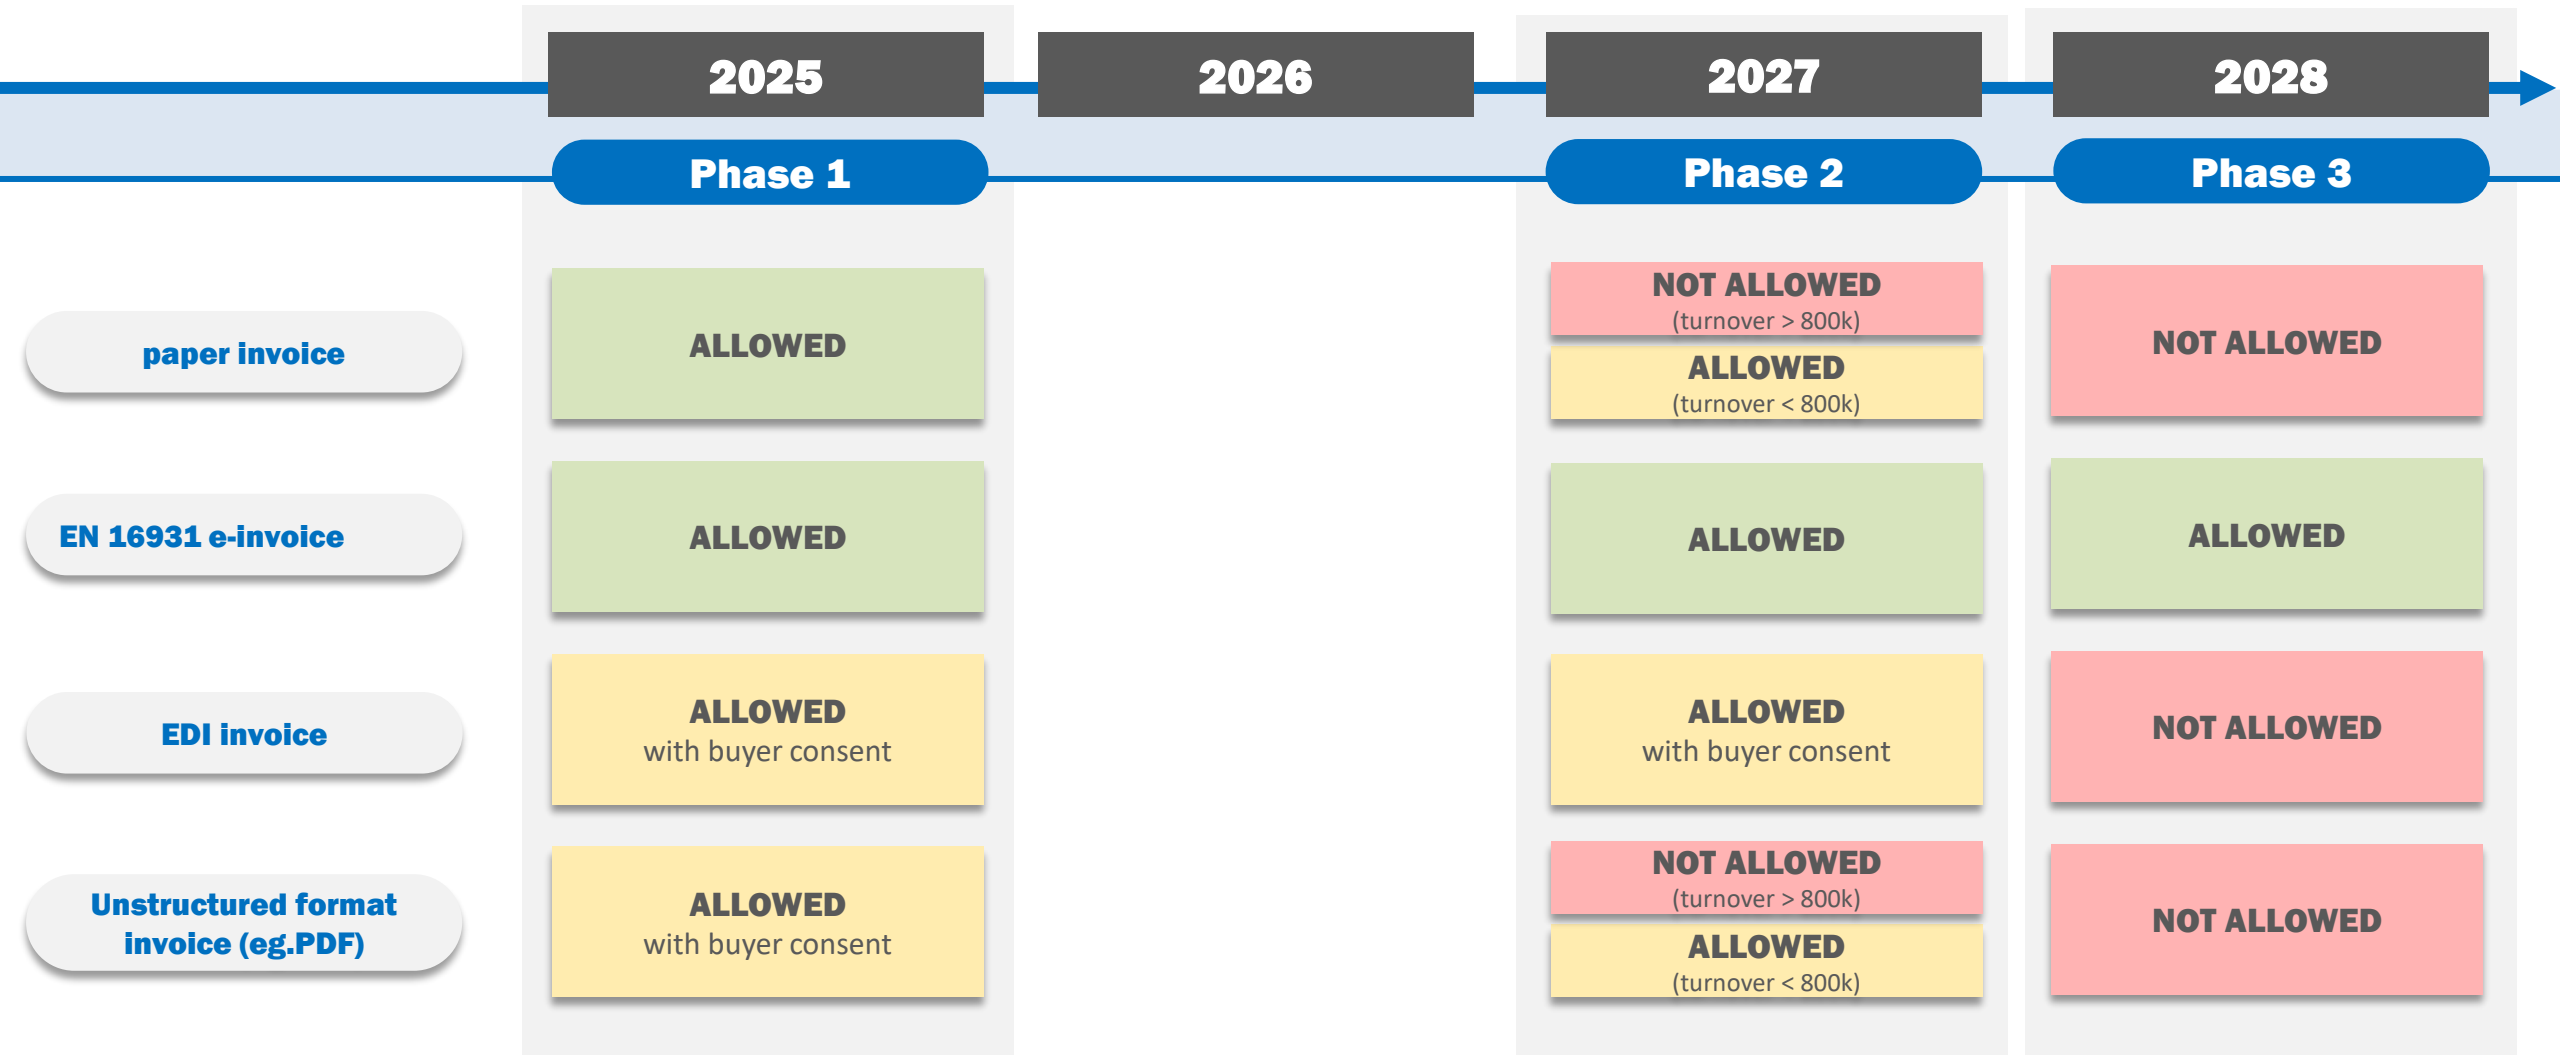 2025
2026
2027
2028
Phase 1
Phase 2
Phase 3
paper invoice
ALLOWED
NOT ALLOWED
(turnover > 800k)
ALLOWED
(turnover < 800k)
NOT ALLOWED
EN 16931 e-invoice
ALLOWED
ALLOWED
ALLOWED
EDI invoice
ALLOWED
with buyer consent
ALLOWED
with buyer consent
NOT ALLOWED
Unstructured format
invoice (eg.PDF)
ALLOWED
with buyer consent
NOT ALLOWED
(turnover > 800k)
ALLOWED
(turnover < 800k)
NOT ALLOWED